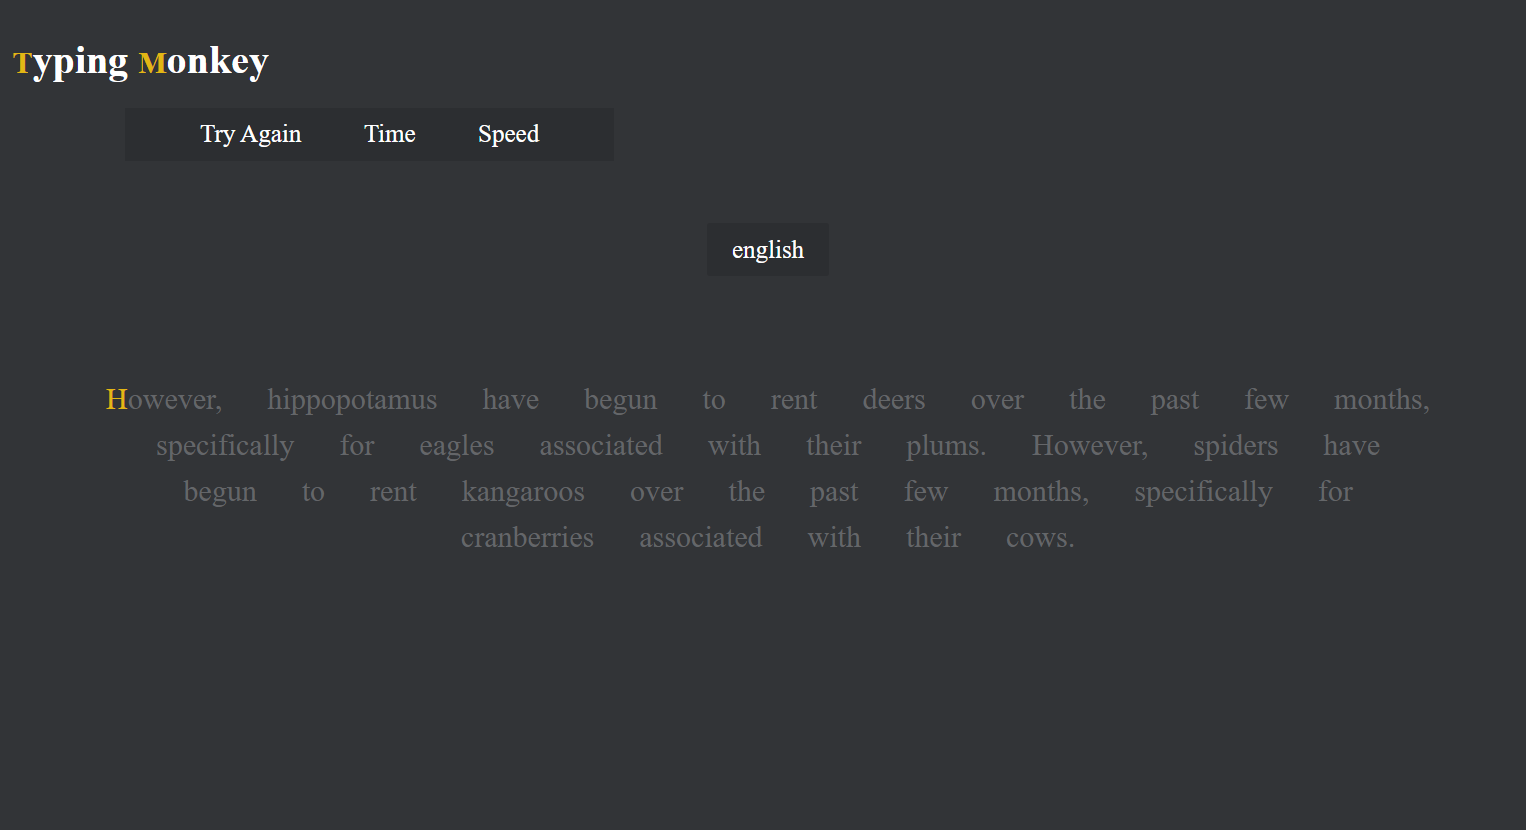 Typing Monkey
Try Again Time Speed
english
However, hippopotamus have begun to rent deers over the past few months,
specifically for eagles associated with their plums. However, spiders have
begun to rent kangaroos over the past few months, specifically for
cranberries associated with their cows.